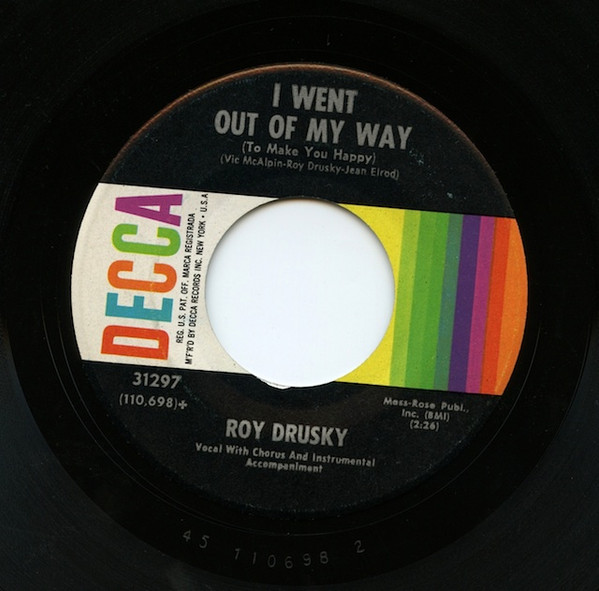 I WENT
OUT OF MY WAY
(To Make You Happy)
(Vic McAlpin-Roy Drusky-Jean Elrod)
DECCA
REG. U.S. PAT. OFF. MARCA REGISTRADA
M'F'R'D BY DECCA RECORDS INC. NEW YORK • U.S.A
31297
(110,698)+
Moss-Rose Publ.,
Inc. (BMI)
(2:26)
ROY DRUSKY
Vocal With Chorus And Instrumental
Accompaniment
45 110698 2